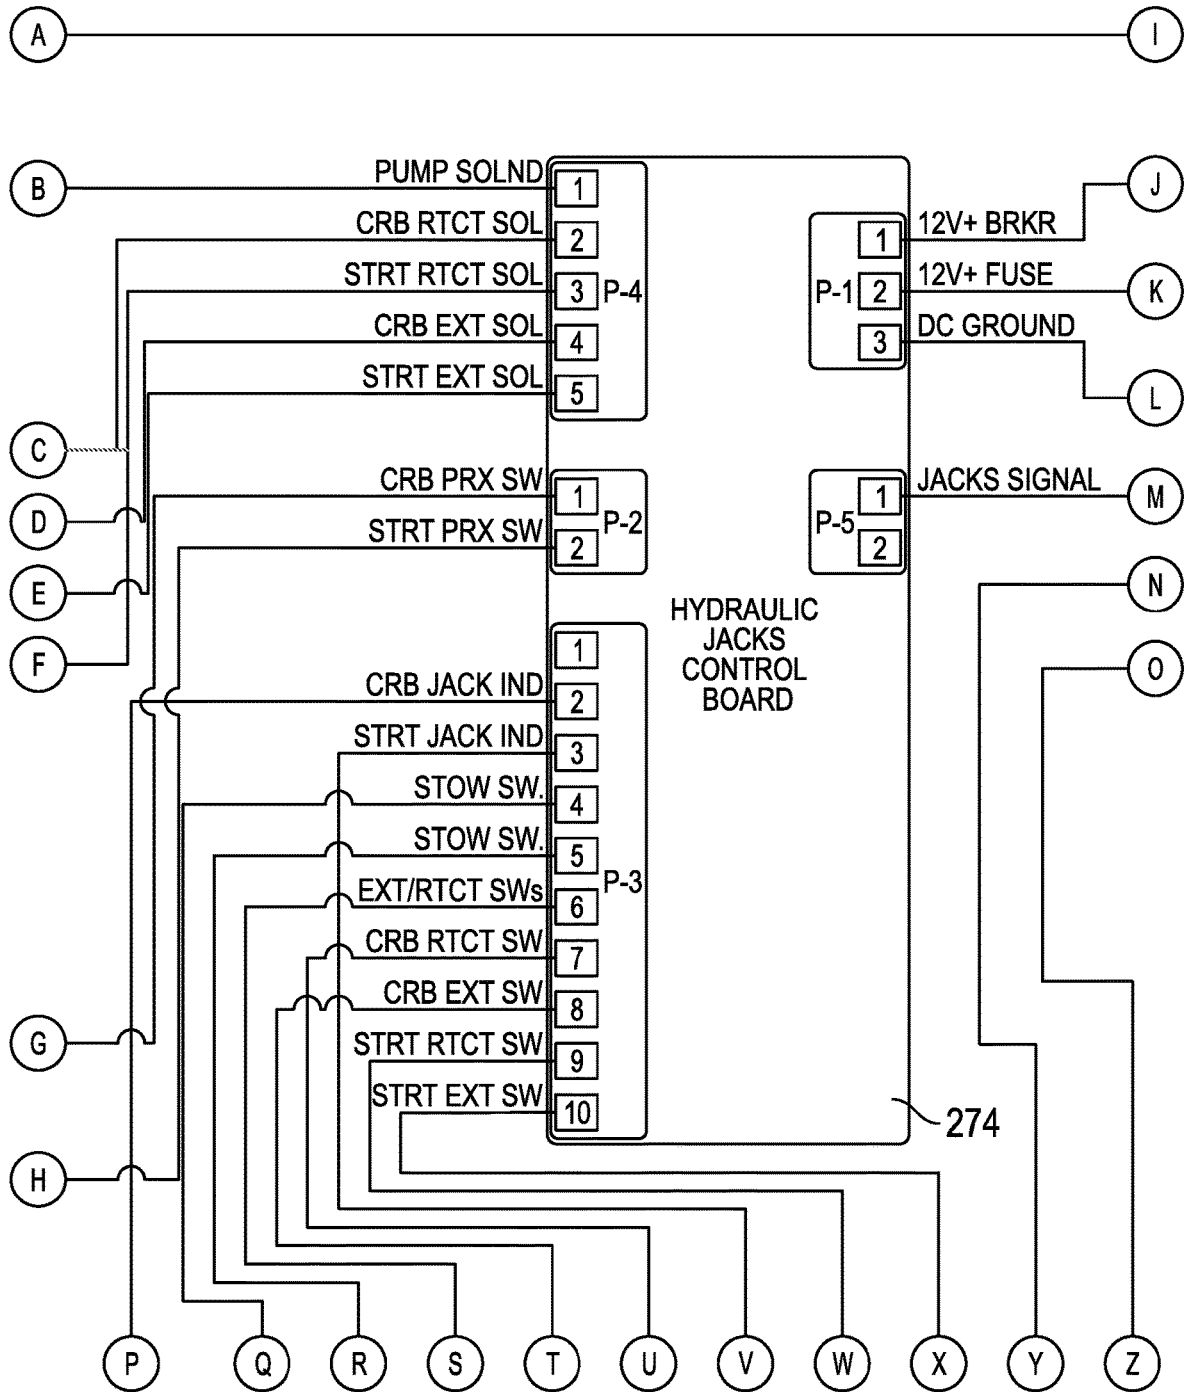 A
I
B
PUMP SOLND
1
CRB RTCT SOL
2
STRT RTCT SOL
3
P-4
CRB EXT SOL
4
STRT EXT SOL
5
1
12V+ BRKR
J
P-1
2
12V+ FUSE
K
3
DC GROUND
L
C
D
E
F
CRB PRX SW
1
P-2
STRT PRX SW
2
1
JACKS SIGNAL
M
P-5
2
N
O
HYDRAULIC
JACKS
CONTROL
BOARD
1
CRB JACK IND
2
STRT JACK IND
3
STOW SW.
4
STOW SW.
5
P-3
EXT/RTCT SWs
6
CRB RTCT SW
7
CRB EXT SW
8
STRT RTCT SW
9
STRT EXT SW
10
274
G
H
P
Q
R
S
T
U
V
W
X
Y
Z